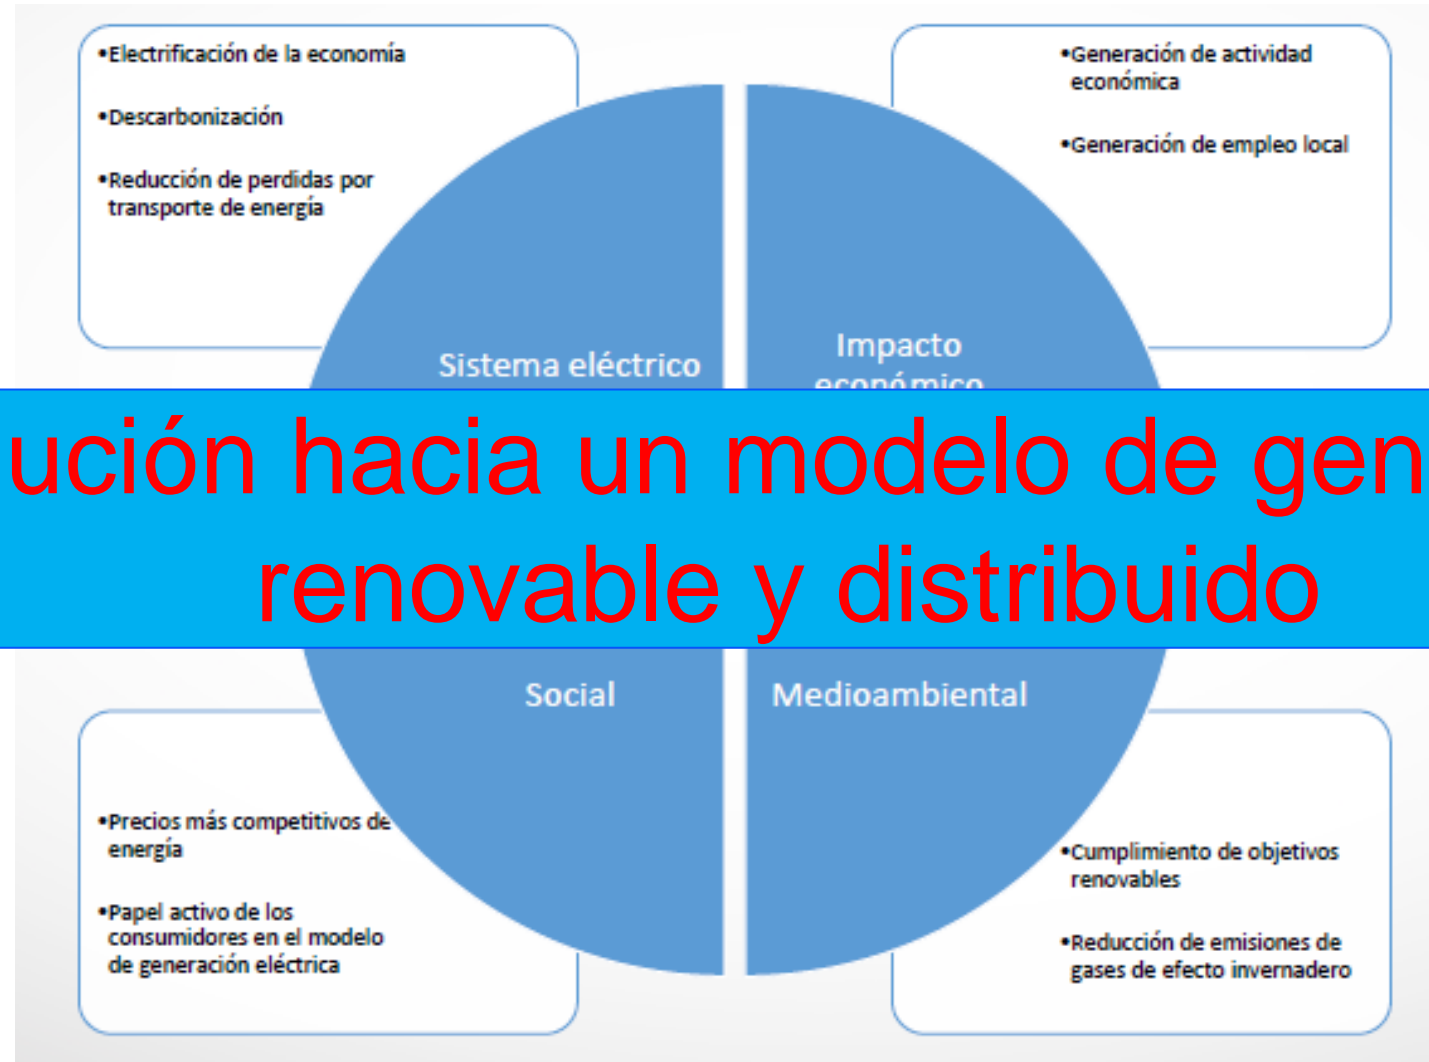 •Electrificación de la economía
•Descarbonización
•Reducción de perdidas por
transporte de energía
•Generación de actividad
económica
•Generación de empleo local
Sistema eléctrico
Impacto
económico
ución hacia un modelo de gen
renovable y distribuido
Social
Medioambiental
•Precios más competitivos de
energía
•Papel activo de los
consumidores en el modelo
de generación eléctrica
•Cumplimiento de objetivos
renovables
•Reducción de emisiones de
gases de efecto invernadero